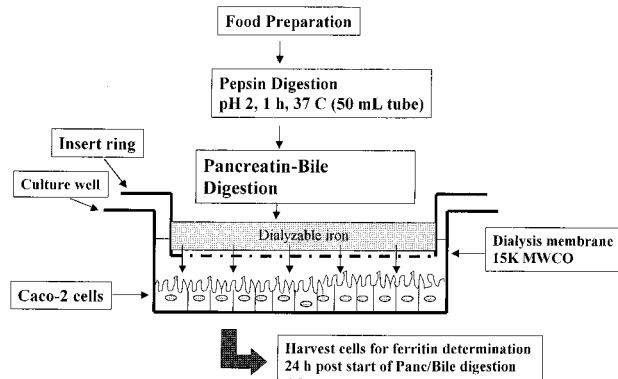 Food Preparation
Pepsin Digestion
pH 2, 1 h, 37 C (50 mL tube)
Insert ring
Pancreatin-Bile
Digestion
Culture well
Dialyzable iron
Dialysis membrane
15K MWCO
Caco-2 cells
Harvest cells for ferritin determination
24 h post start of Panc/Bile digestion